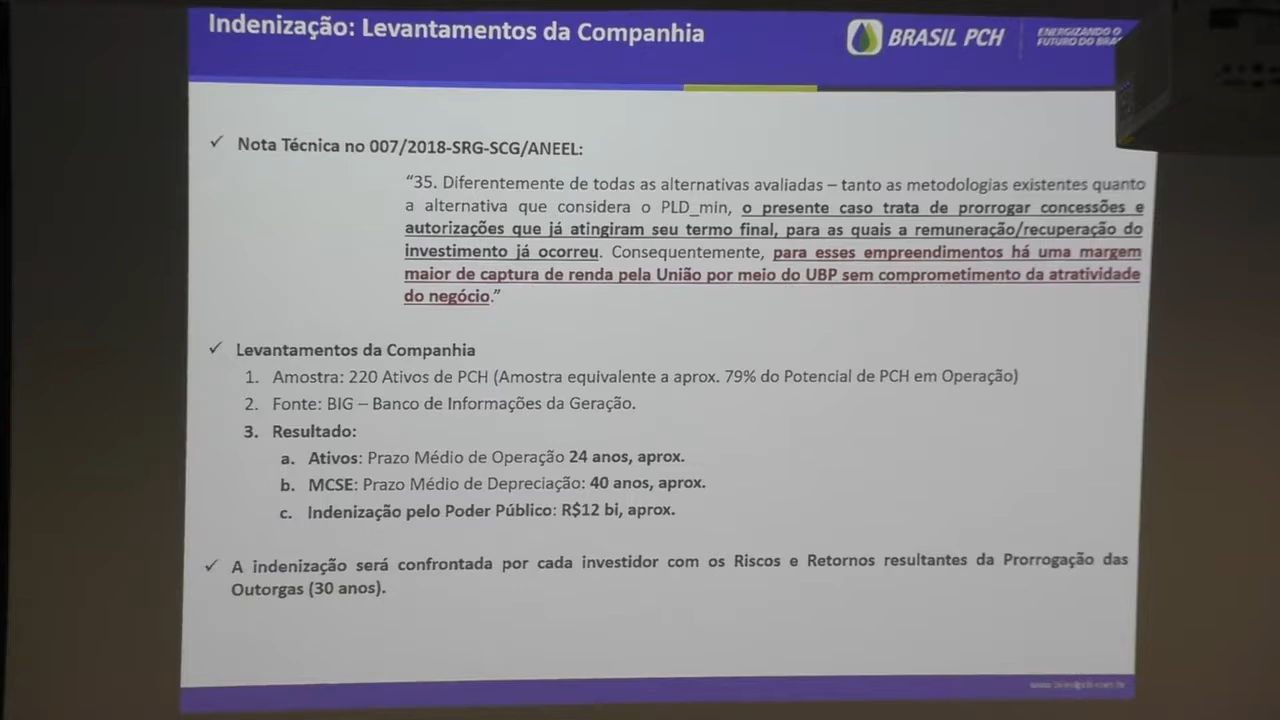 Indenização: Levantamentos da Companhia
BRASIL PCH
ENERGIZANDO O
FUTURO DO
✓ Nota Técnica no 007/2018-SRG-SCG/ANEEL:
“35. Diferentemente de todas as alternativas avaliadas – tanto as metodologias existentes quanto
a alternativa que considera o PLD_min, o presente caso trata de prorrogar concessões e
autorizações que já atingiram seu termo final, para as quais a remuneração/recuperação do
investimento já ocorreu. Consequentemente, para esses empreendimentos há uma margem
maior de captura de renda pela União por meio do UBP sem comprometimento da atratividade
do negócio.”
✓ Levantamentos da Companhia
1. Amostra: 220 Ativos de PCH (Amostra equivalente a aprox. 79% do Potencial de PCH em Operação)
2. Fonte: BIG – Banco de Informações da Geração.
3. Resultado:
a. Ativos: Prazo Médio de Operação 24 anos, aprox.
b. MCSE: Prazo Médio de Depreciação: 40 anos, aprox.
c. Indenização pelo Poder Público: R$12 bi, aprox.
✓ A indenização será confrontada por cada investidor com os Riscos e Retornos resultantes da Prorrogação das
Outorgas (30 anos).